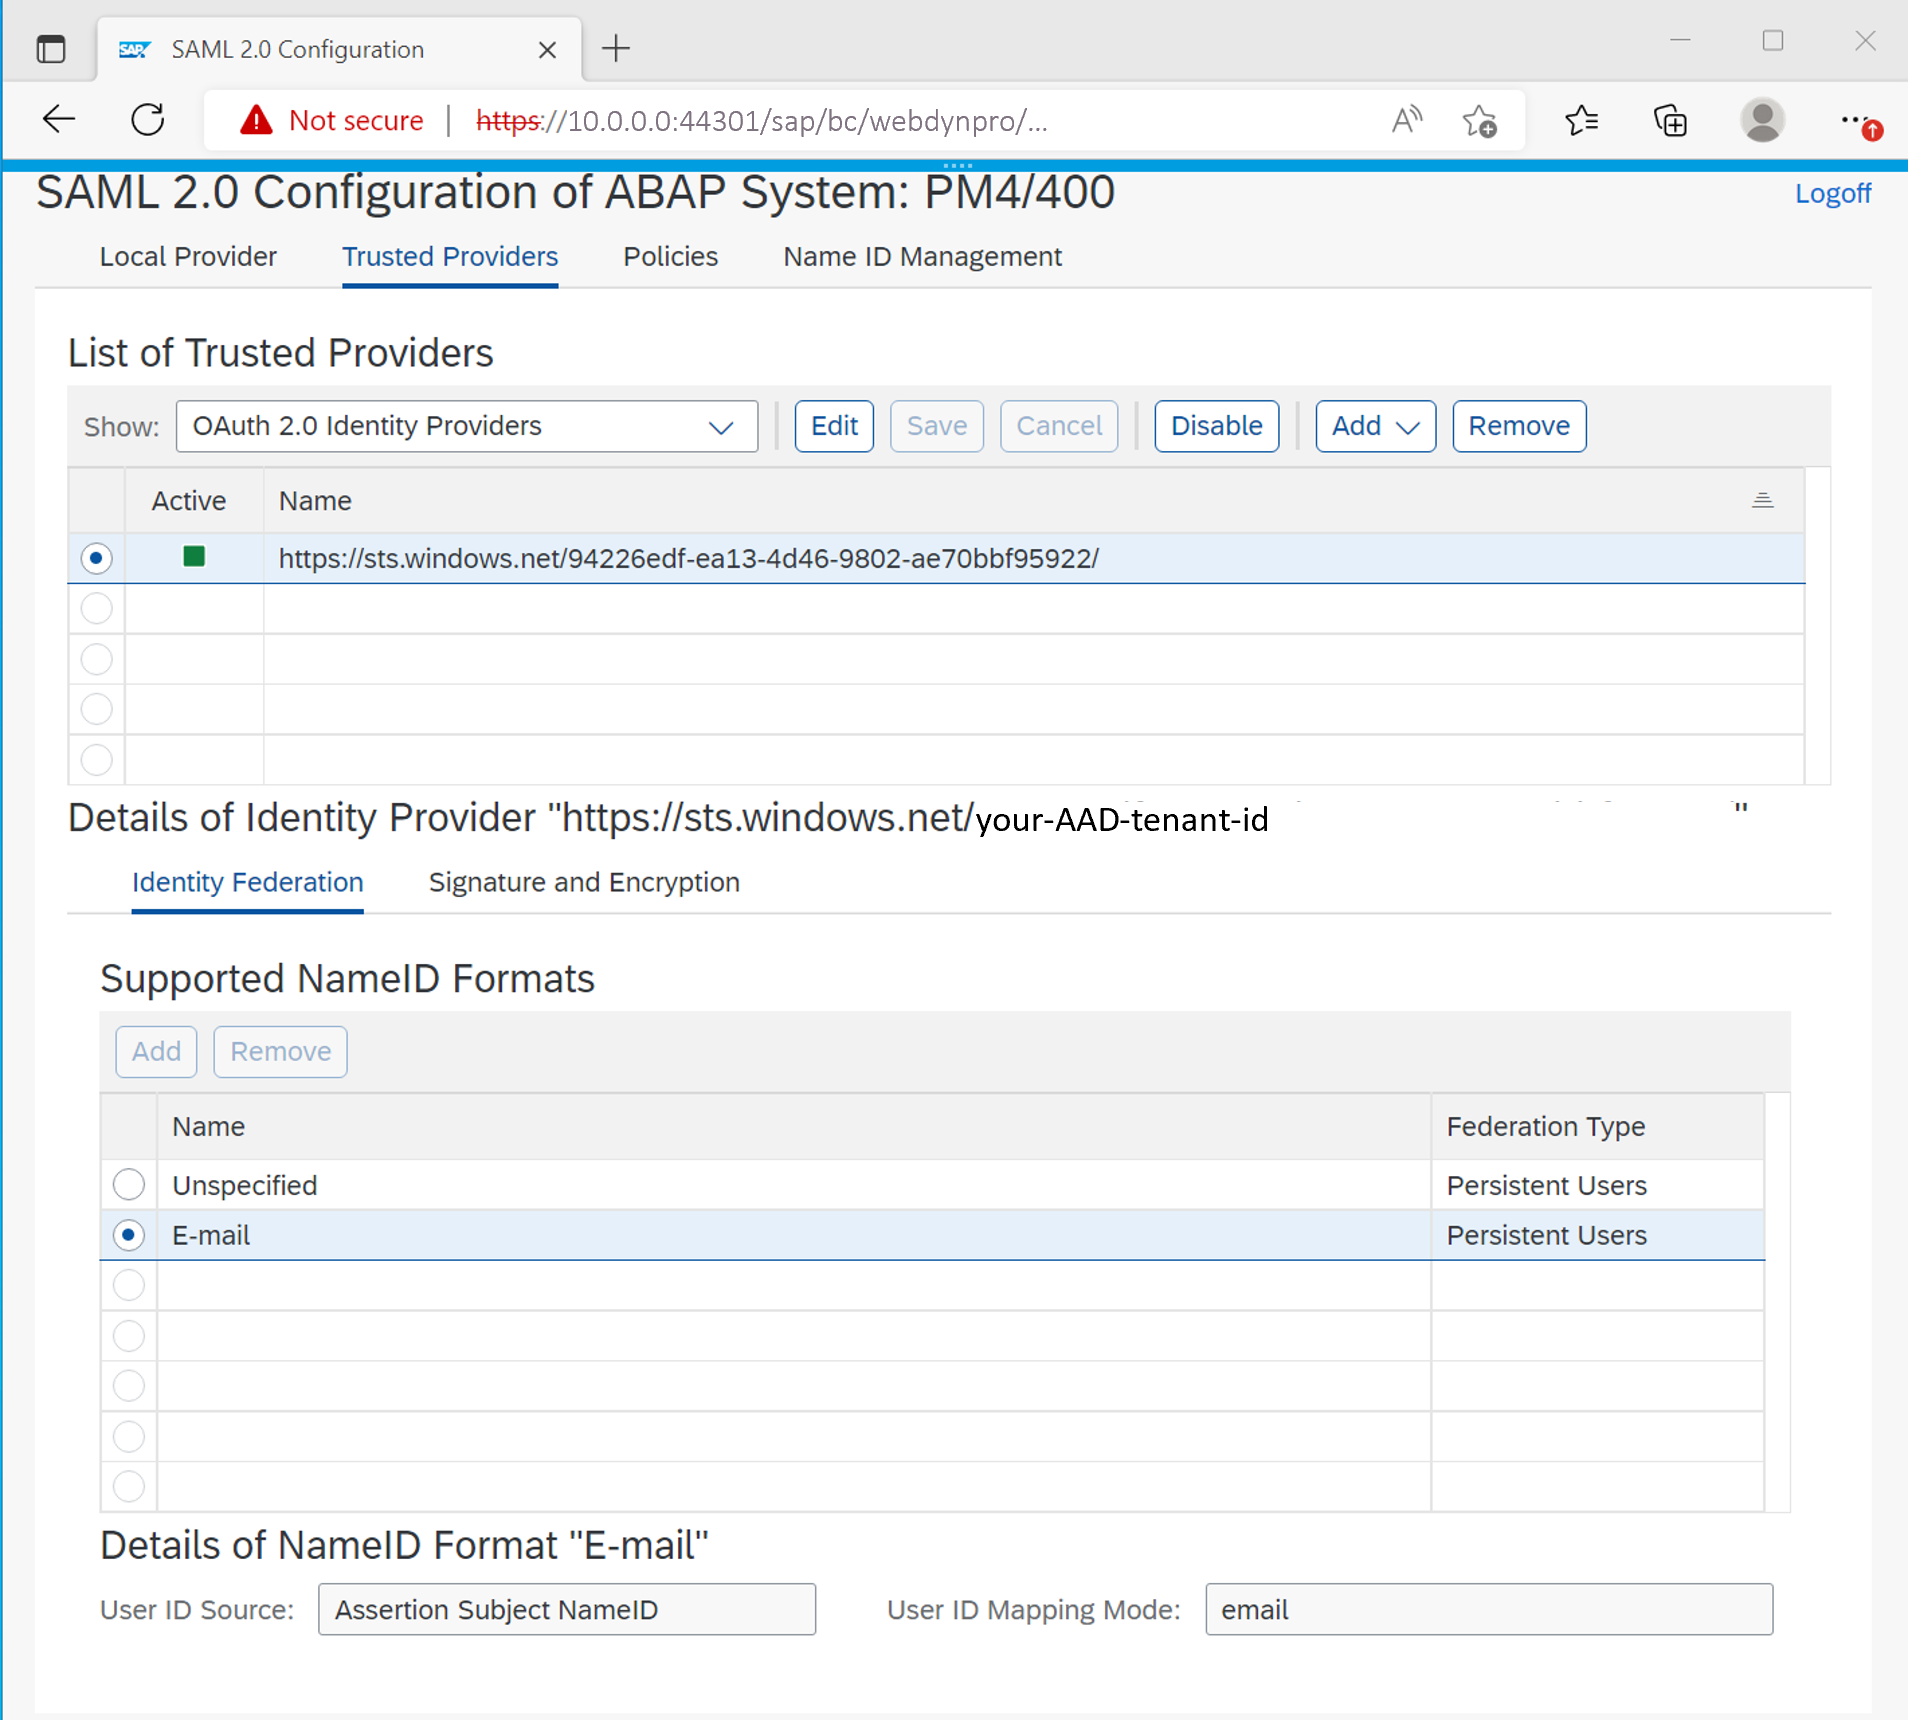 SAP SAML 2.0 Configuration
Not secure https://10.0.0.0:44301/sap/bc/webdynpro/...
SAML 2.0 Configuration of ABAP System: PM4/400 Logoff
Local Provider Trusted Providers Policies Name ID Management
List of Trusted Providers
Show: OAuth 2.0 Identity Providers Edit Save Cancel Disable Add Remove
Active Name
https://sts.windows.net/94226edf-ea13-4d46-9802-ae70bbf95922/
Details of Identity Provider "https://sts.windows.net/your-AAD-tenant-id "
Identity Federation Signature and Encryption
Supported NameID Formats
Add Remove
Name Federation Type
Unspecified Persistent Users
E-mail Persistent Users
Details of NameID Format "E-mail"
User ID Source: Assertion Subject NameID User ID Mapping Mode: email